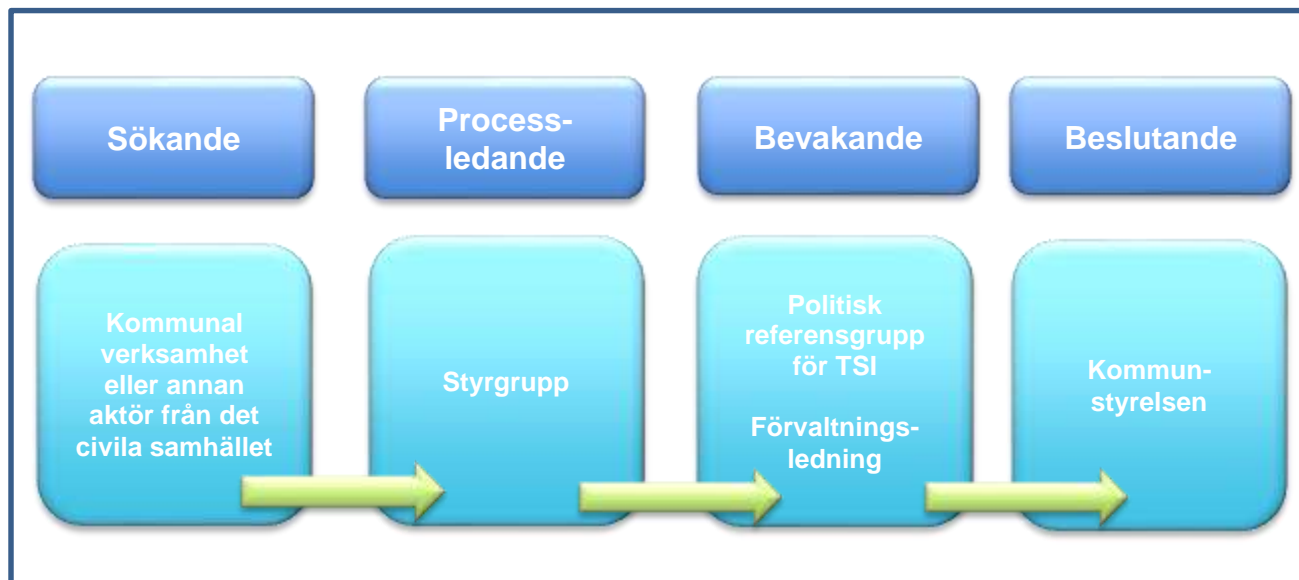 Sökande
Process-
ledande
Bevakande
Beslutande
Kommunal
verksamhet
eller annan
aktör från det
civila samhället
Styrgrupp
Politisk
referensgrupp
för TSI
Förvaltnings-
ledning
Kommun-
styrelsen